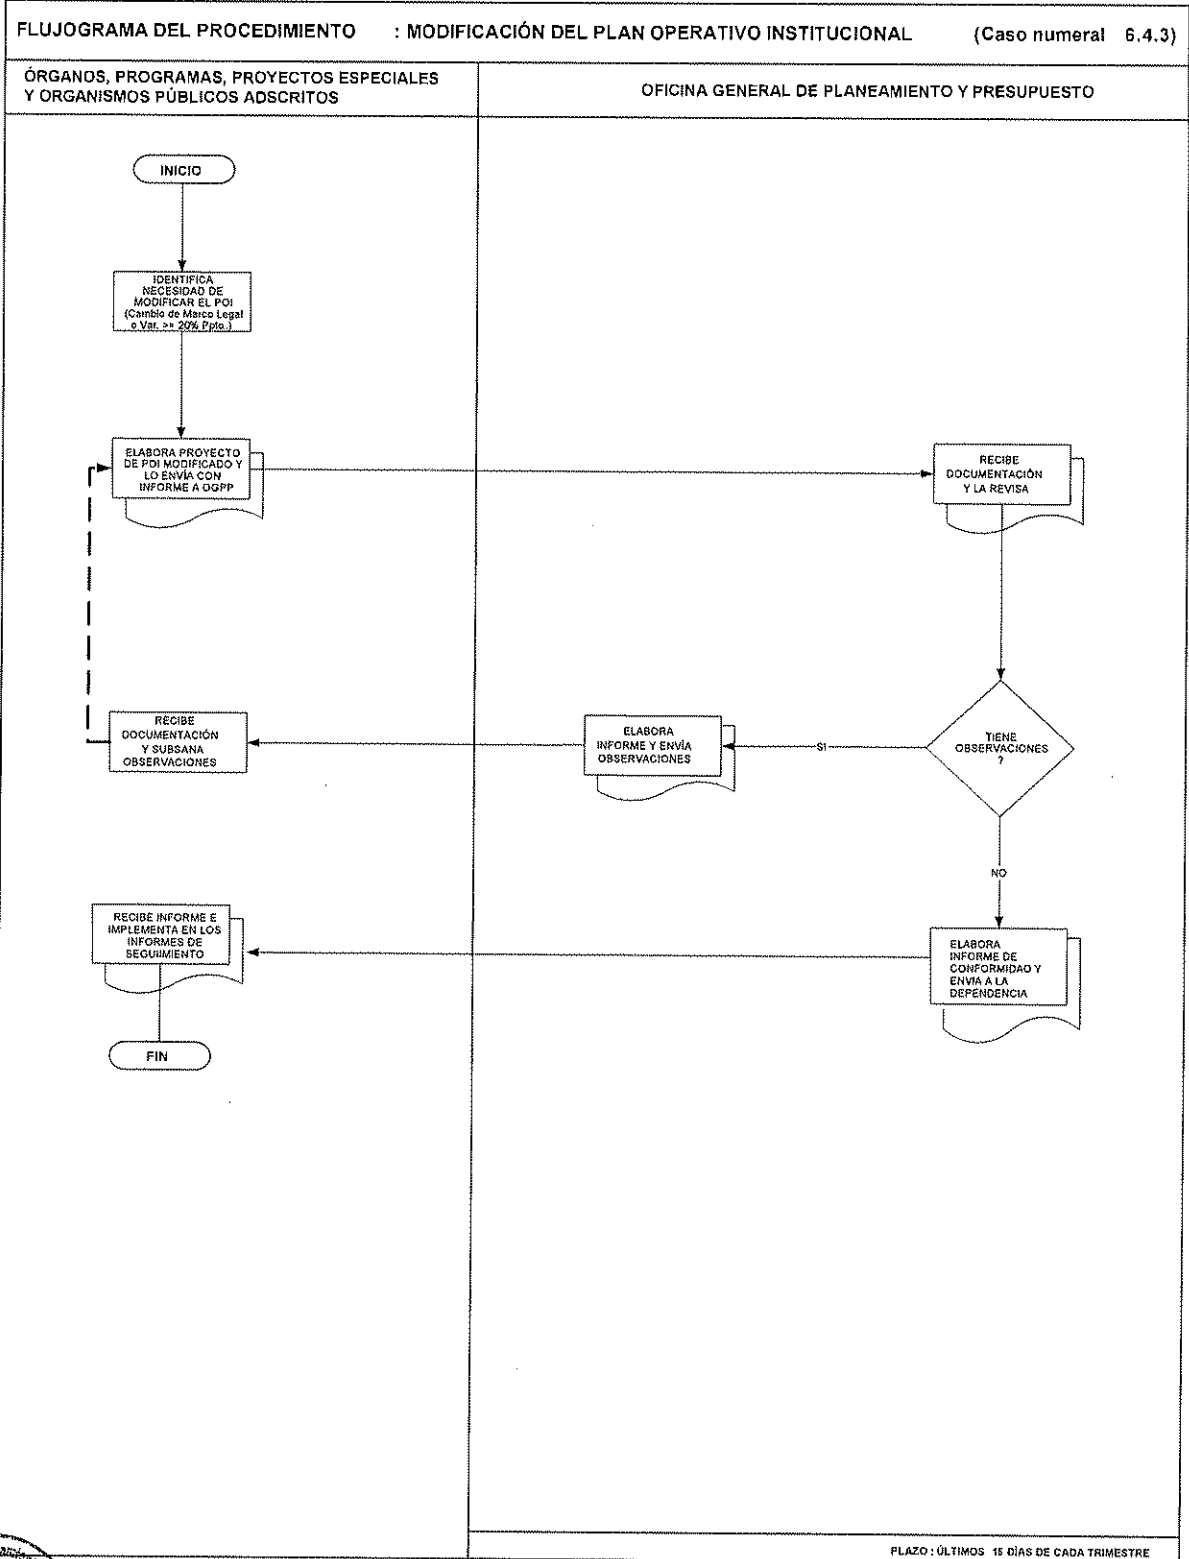 FLUJOGRAMA DEL PROCEDIMIENTO : MODIFICACIÓN DEL PLAN OPERATIVO INSTITUCIONAL (Caso numeral 6.4.3)
ÓRGANOS, PROGRAMAS, PROYECTOS ESPECIALES
Y ORGANISMOS PÚBLICOS ADSCRITOS
OFICINA GENERAL DE PLANEAMIENTO Y PRESUPUESTO
INICIO
IDENTIFICA
NECESIDAD DE
MODIFICAR EL POI
(Cambio de Marco Legal
o Var. >= 20% Ppto.)
ELABORA PROYECTO
DE POI MODIFICADO Y
LO ENVÍA CON
INFORME A OGPP
RECIBE
DOCUMENTACIÓN
Y LA REVISA
TIENE
OBSERVACIONES
?
SI
ELABORA
INFORME Y ENVÍA
OBSERVACIONES
RECIBE
DOCUMENTACIÓN
Y SUBSANA
OBSERVACIONES
NO
ELABORA
INFORME DE
CONFORMIDAD Y
ENVIA A LA
DEPENDENCIA
RECIBE INFORME E
IMPLEMENTA EN LOS
INFORMES DE
SEGUIMIENTO
FIN
PLAZO : ÚLTIMOS 15 DÍAS DE CADA TRIMESTRE